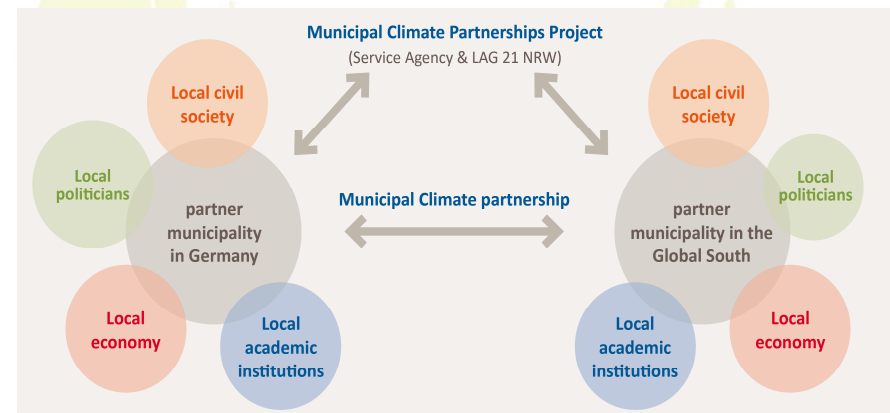 Municipal Climate Partnerships Project
(Service Agency & LAG 21 NRW)
Local civil
society
Local
politicians
partner
municipality
in Germany
Local
economy
Local
academic
institutions
Municipal Climate partnership
Local civil
society
Local
politicians
partner
municipality in the
Global South
Local
academic
institutions
Local
economy